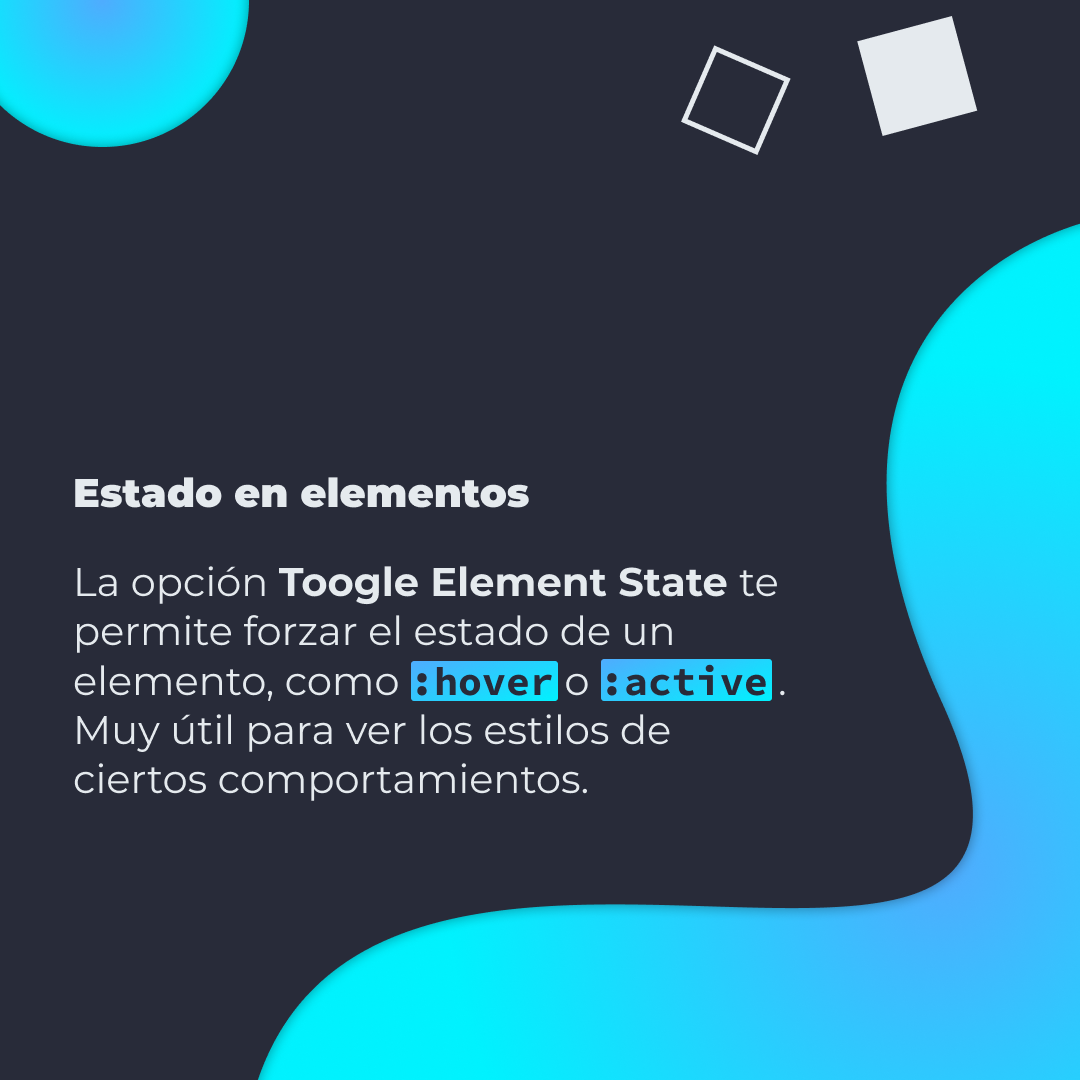 Estado en elementos
La opción Toogle Element State te
permite forzar el estado de un
elemento, como :hover o :active.
Muy útil para ver los estilos de
ciertos comportamientos.